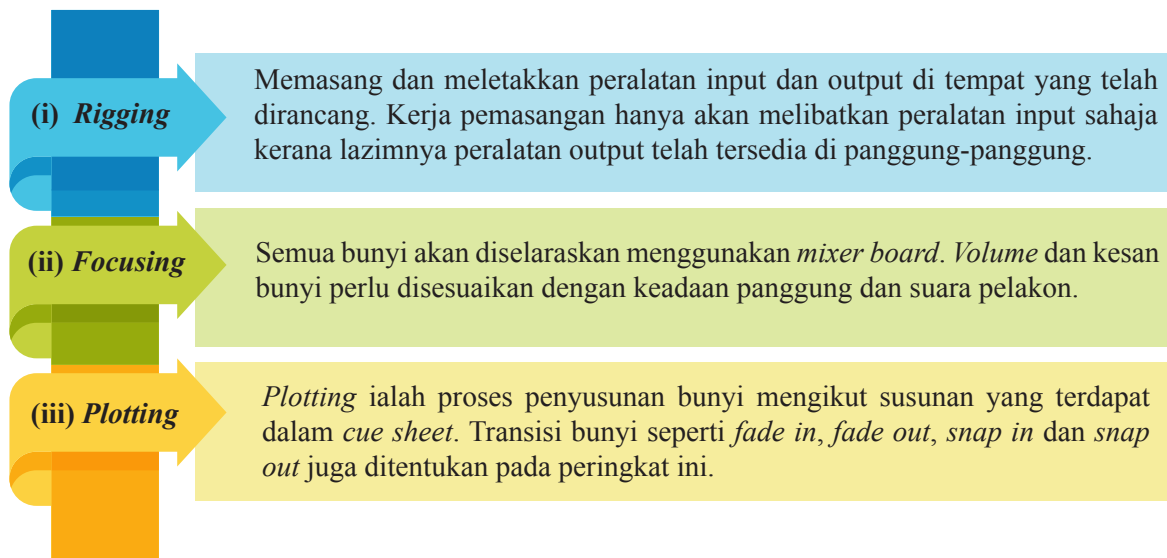 (i) Rigging
Memasang dan meletakkan peralatan input dan output di tempat yang telah
dirancang. Kerja pemasangan hanya akan melibatkan peralatan input sahaja
kerana lazimnya peralatan output telah tersedia di panggung-panggung.
(ii) Focusing
Semua bunyi akan diselaraskan menggunakan mixer board. Volume dan kesan
bunyi perlu disesuaikan dengan keadaan panggung dan suara pelakon.
(iii) Plotting
Plotting ialah proses penyusunan bunyi mengikut susunan yang terdapat
dalam cue sheet. Transisi bunyi seperti fade in, fade out, snap in dan snap
out juga ditentukan pada peringkat ini.